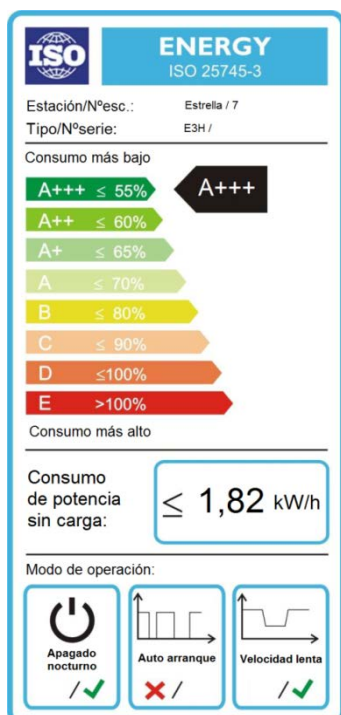 ISO
ENERGY
ISO 25745-3
Estación/Nºesc.: Estrella / 7
Tipo/Nºserie: E3H /
Consumo más bajo
A+++ ≤ 55% A+++
A++ ≤ 60%
A+ ≤ 65%
A ≤ 70%
B ≤ 80%
C ≤ 90%
D ≤100%
E >100%
Consumo más alto
Consumo
de potencia
sin carga:
≤ 1,82 kW/h
Modo de operación:
Apagado
nocturno
/ ✓
Auto arranque
✗ /
Velocidad lenta
/ ✓